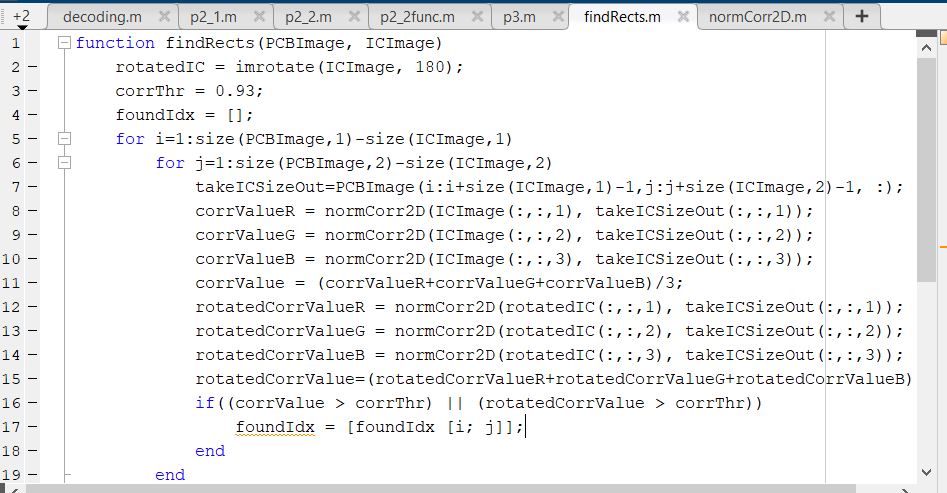 +2 decoding.m p2_1.m p2_2.m p2_2func.m p3.m findRects.m normCorr2D.m
1 function findRects(PCBImage, ICImage)
2 rotatedIC = imrotate(ICImage, 180);
3 corrThr = 0.93;
4 foundIdx = [];
5 for i=1:size(PCBImage,1)-size(ICImage,1)
6 for j=1:size(PCBImage,2)-size(ICImage,2)
7 takeICSizeOut=PCBImage(i:i+size(ICImage,1)-1,j:j+size(ICImage,2)-1, :);
8 corrValueR = normCorr2D(ICImage(:,:,1), takeICSizeOut(:,:,1));
9 corrValueG = normCorr2D(ICImage(:,:,2), takeICSizeOut(:,:,2));
10 corrValueB = normCorr2D(ICImage(:,:,3), takeICSizeOut(:,:,3));
11 corrValue = (corrValueR+corrValueG+corrValueB)/3;
12 rotatedCorrValueR = normCorr2D(rotatedIC(:,:,1), takeICSizeOut(:,:,1));
13 rotatedCorrValueG = normCorr2D(rotatedIC(:,:,2), takeICSizeOut(:,:,2));
14 rotatedCorrValueB = normCorr2D(rotatedIC(:,:,3), takeICSizeOut(:,:,3));
15 rotatedCorrValue=(rotatedCorrValueR+rotatedCorrValueG+rotatedCorrValueB)
16 if((corrValue > corrThr) || (rotatedCorrValue > corrThr))
17 foundIdx = [foundIdx [i; j]];
18 end
19 end